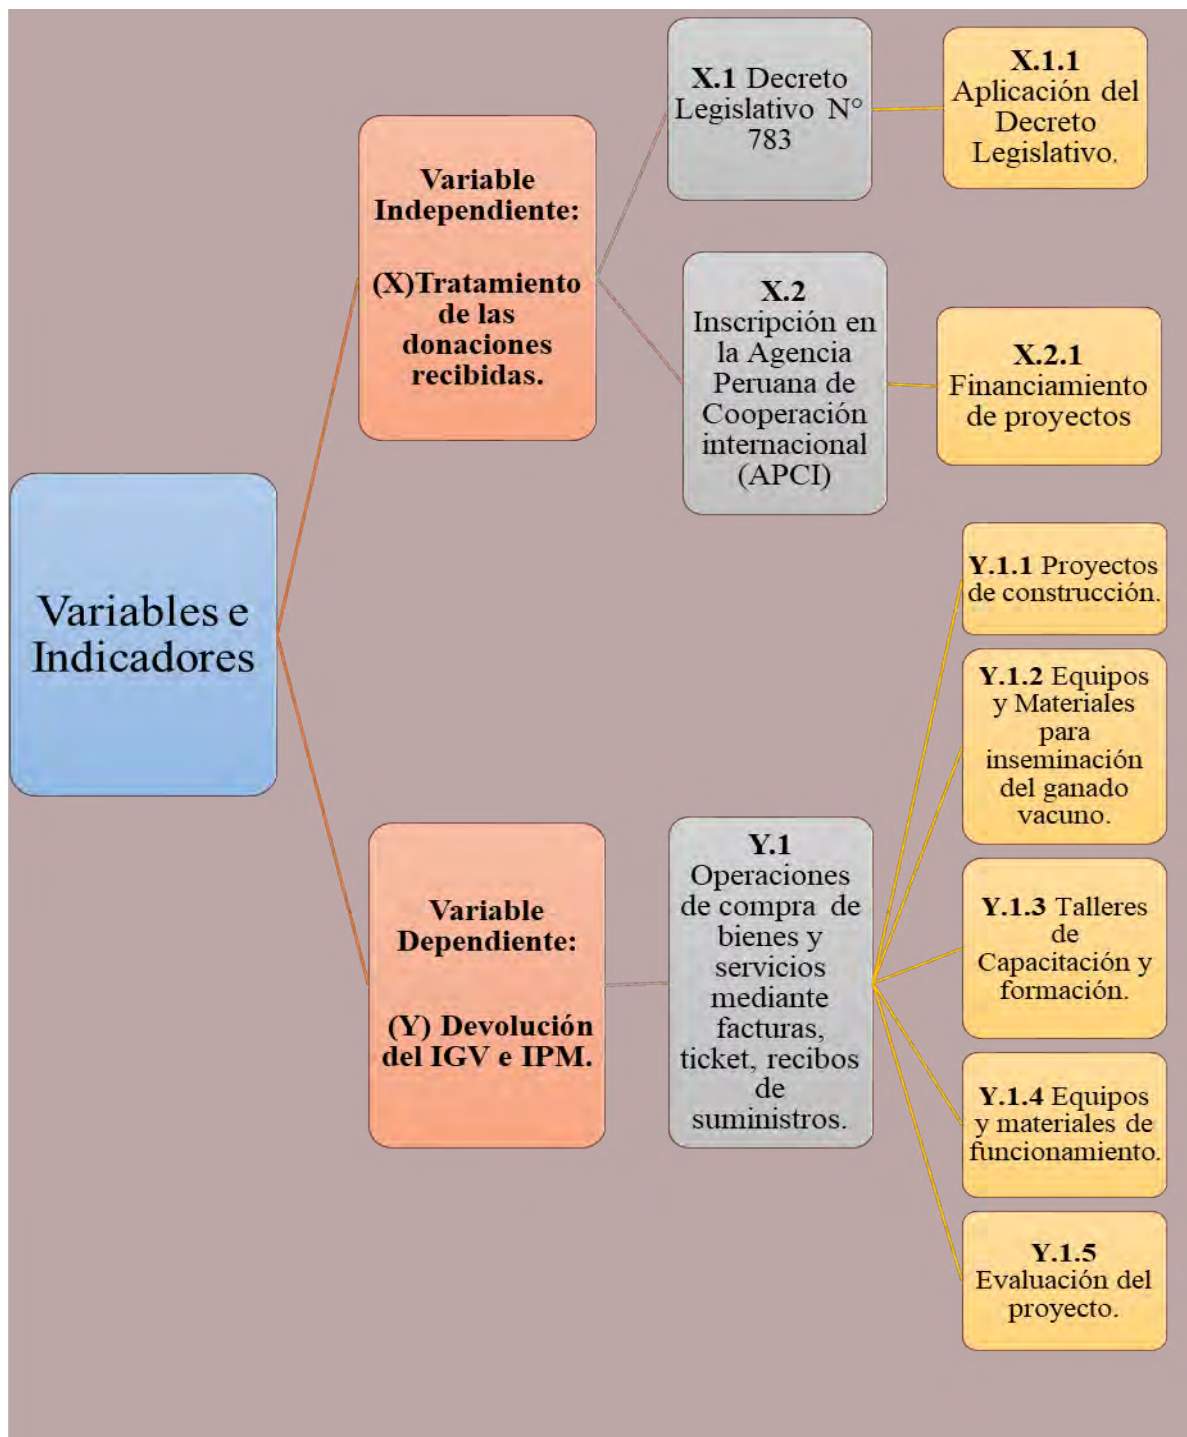 Variables e
Indicadores
Variable
Independiente:
(X)Tratamiento
de las
donaciones
recibidas.
X.1 Decreto
Legislativo N°
783
X.1.1
Aplicación del
Decreto
Legislativo.
X.2
Inscripción en
la Agencia
Peruana de
Cooperación
internacional
(APCI)
X.2.1
Financiamiento
de proyectos
Variable
Dependiente:
(Y) Devolución
del IGV e IPM.
Y.1
Operaciones
de compra de
bienes y
servicios
mediante
facturas,
ticket, recibos
de
suministros.
Y.1.1 Proyectos
de construcción.
Y.1.2 Equipos
y Materiales
para
inseminación
del ganado
vacuno.
Y.1.3 Talleres
de
Capacitación y
formación.
Y.1.4 Equipos
y materiales de
funcionamiento.
Y.1.5
Evaluación del
proyecto.